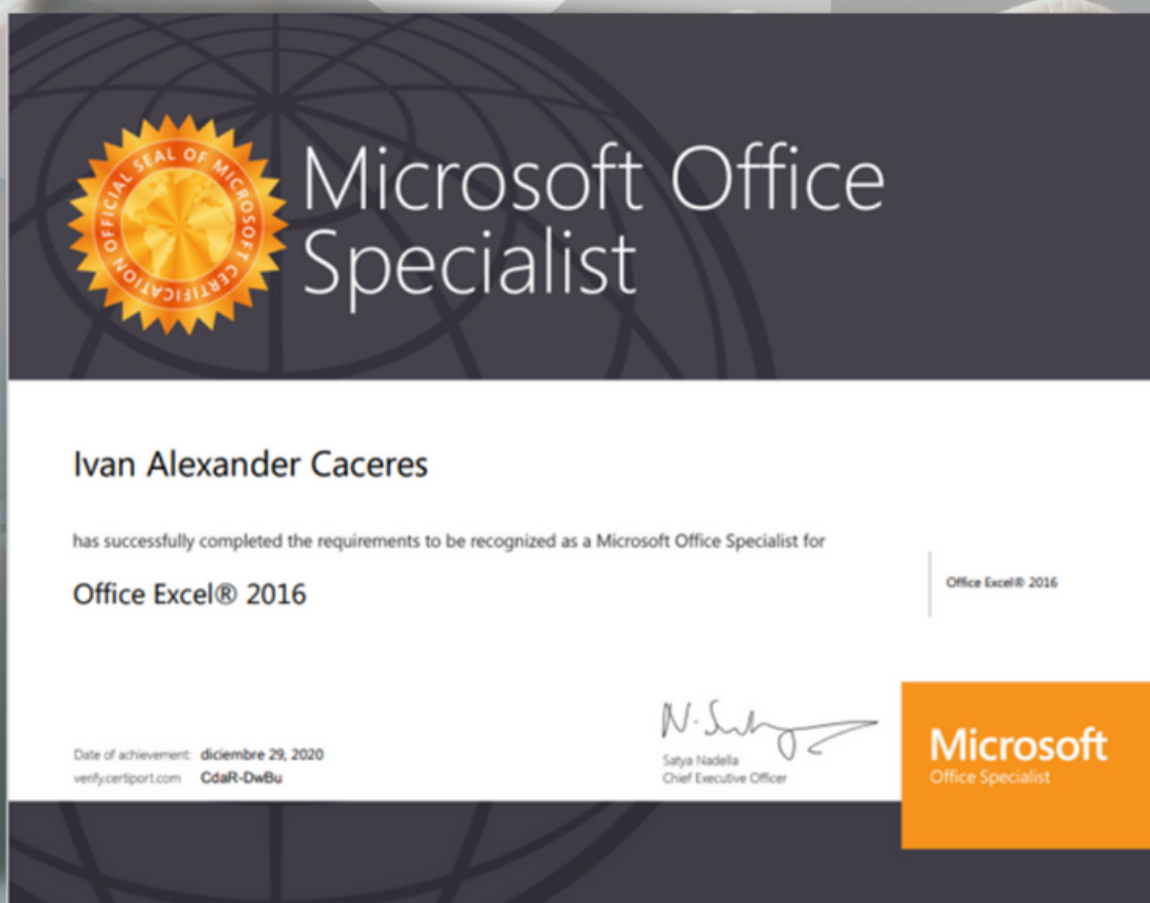 OFFICIAL SEAL OF MICROSOFT CERTIFICATION
Microsoft Office
Specialist
Ivan Alexander Caceres
has successfully completed the requirements to be recognized as a Microsoft Office Specialist for
Office Excel® 2016
Office Excel® 2016
Date of achievement: diciembre 29, 2020
verify.certiport.com CdaR-DwBu
N. Satya
Satya Nadella
Chief Executive Officer
Microsoft
Office Specialist